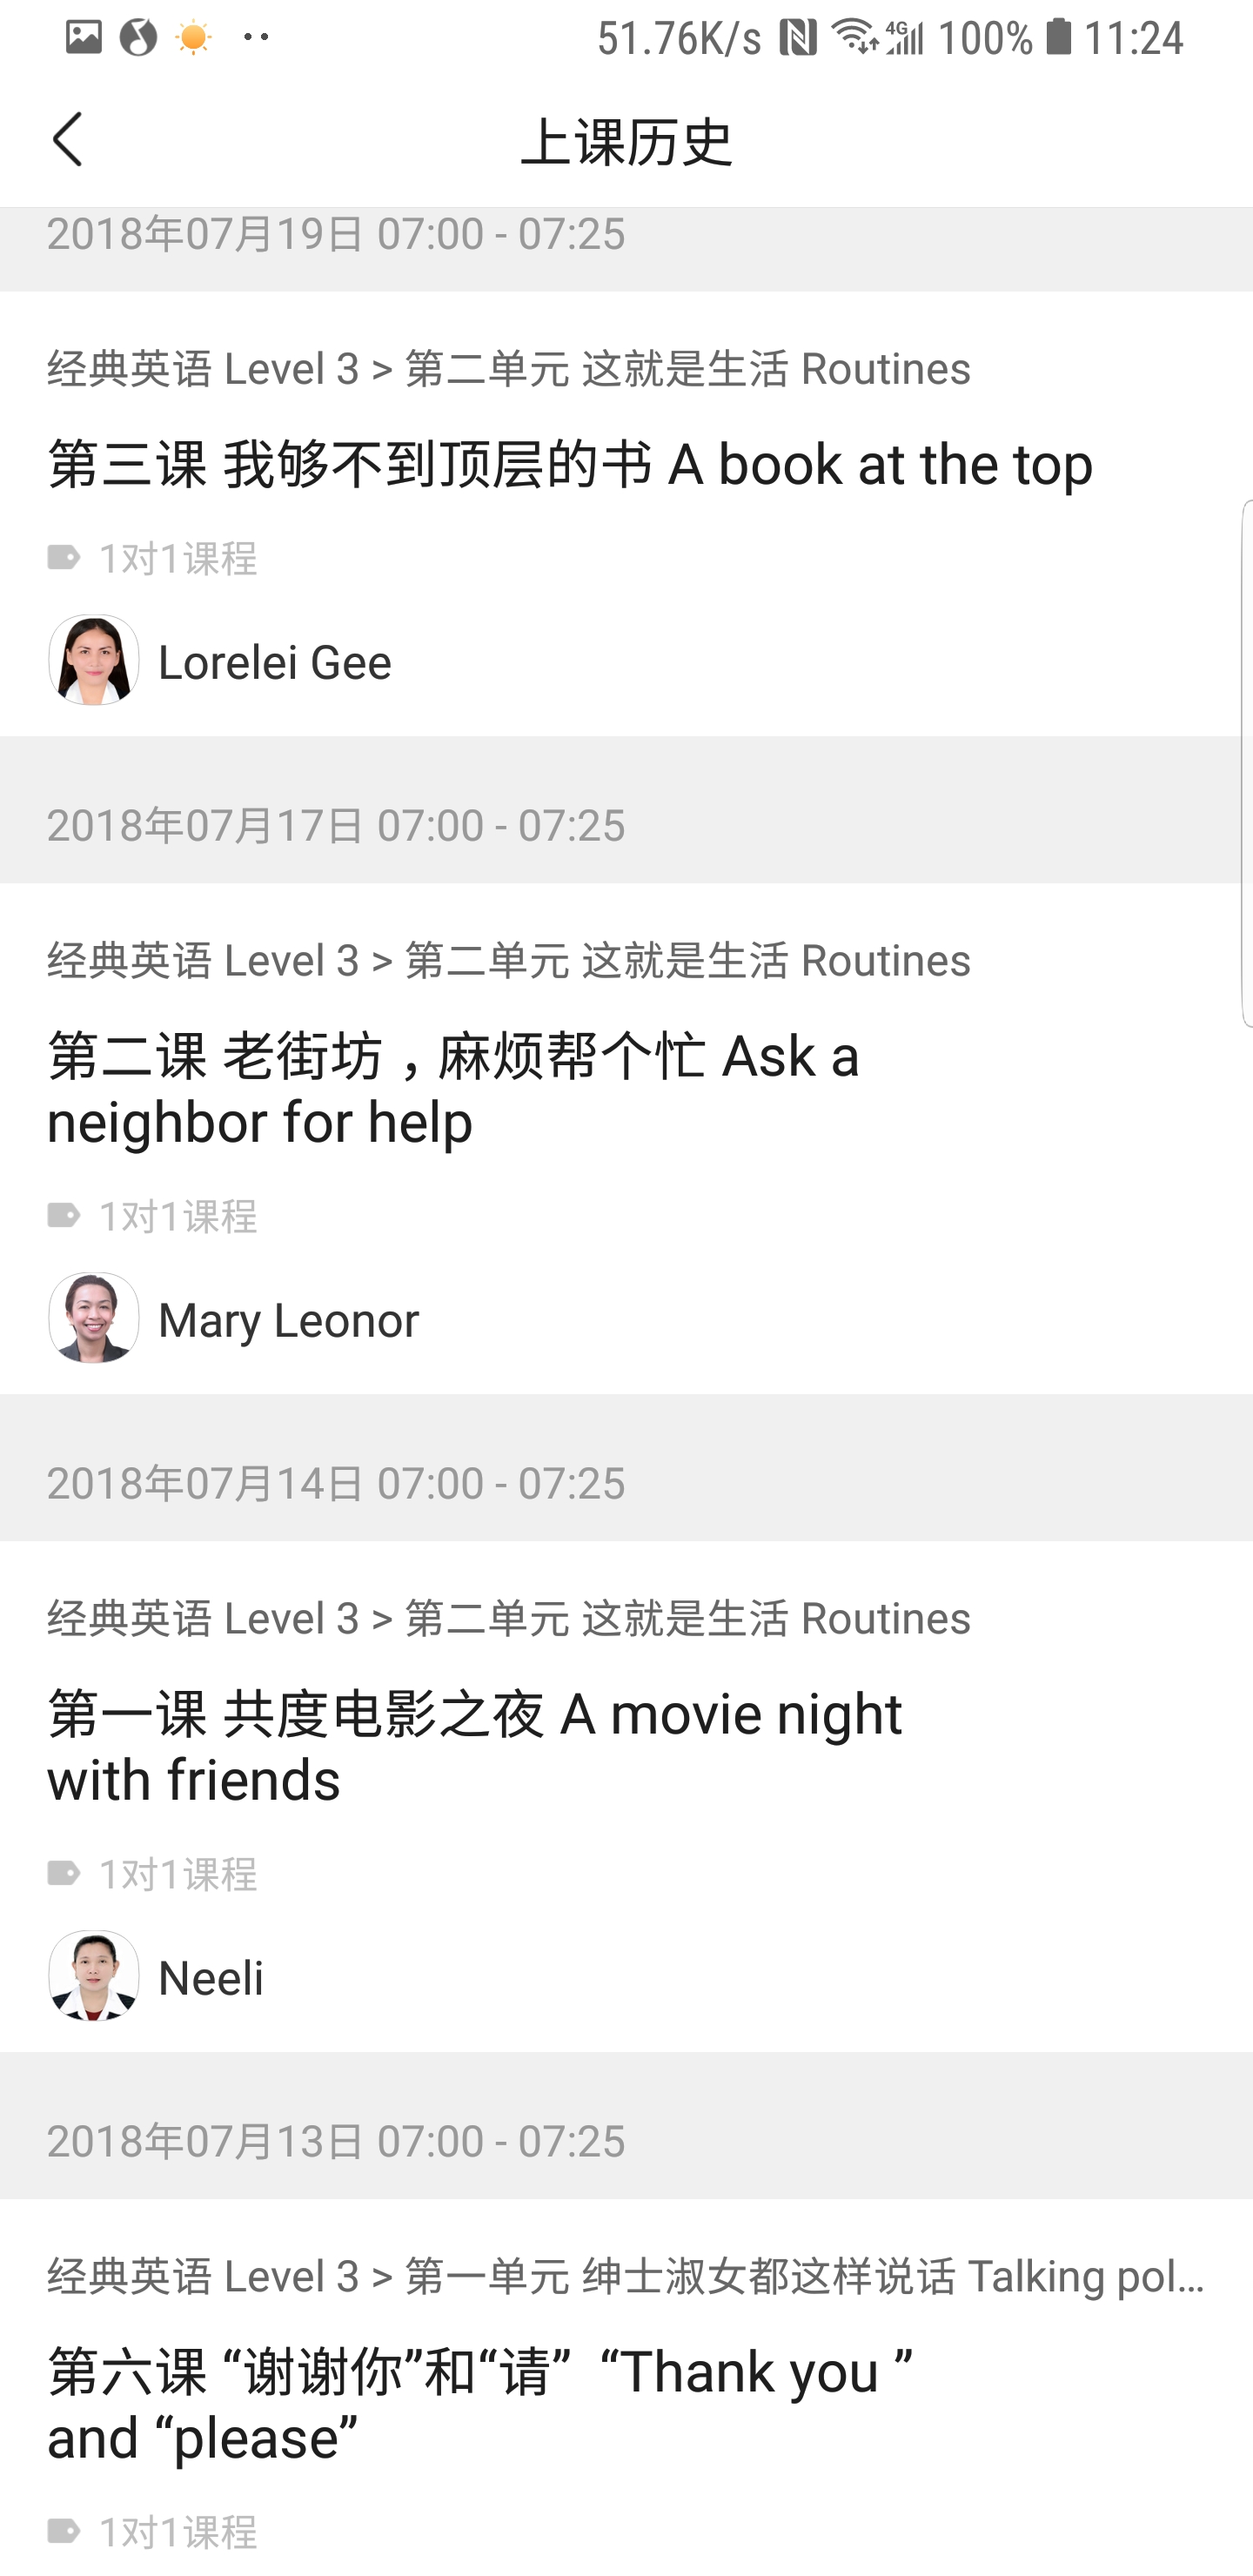 51.76K/s 4G 100% 11:24
上课历史
2018年07月19日 07:00 - 07:25
经典英语 Level 3 > 第二单元 这就是生活 Routines
第三课 我够不到顶层的书 A book at the top
1对1课程
Lorelei Gee
2018年07月17日 07:00 - 07:25
经典英语 Level 3 > 第二单元 这就是生活 Routines
第二课 老街坊，麻烦帮个忙 Ask a
neighbor for help
1对1课程
Mary Leonor
2018年07月14日 07:00 - 07:25
经典英语 Level 3 > 第二单元 这就是生活 Routines
第一课 共度电影之夜 A movie night
with friends
1对1课程
Neeli
2018年07月13日 07:00 - 07:25
经典英语 Level 3 > 第一单元 绅士淑女都这样说话 Talking pol...
第六课 “谢谢你”和“请” “Thank you ”
and “please”
1对1课程